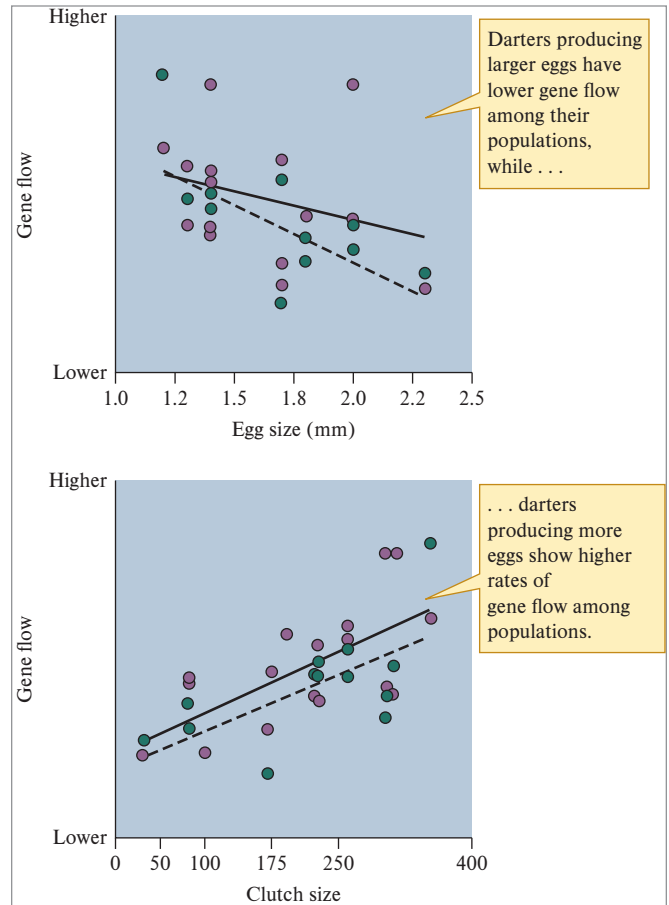 Higher
Gene flow
Lower
1.0 1.2 1.5 1.8 2.0 2.2 2.5
Egg size (mm)
Darters producing
larger eggs have
lower gene flow
among their
populations,
while . . .
Higher
Gene flow
Lower
0 50 100 175 250 400
Clutch size
. . . darters
producing more
eggs show higher
rates of
gene flow among
populations.